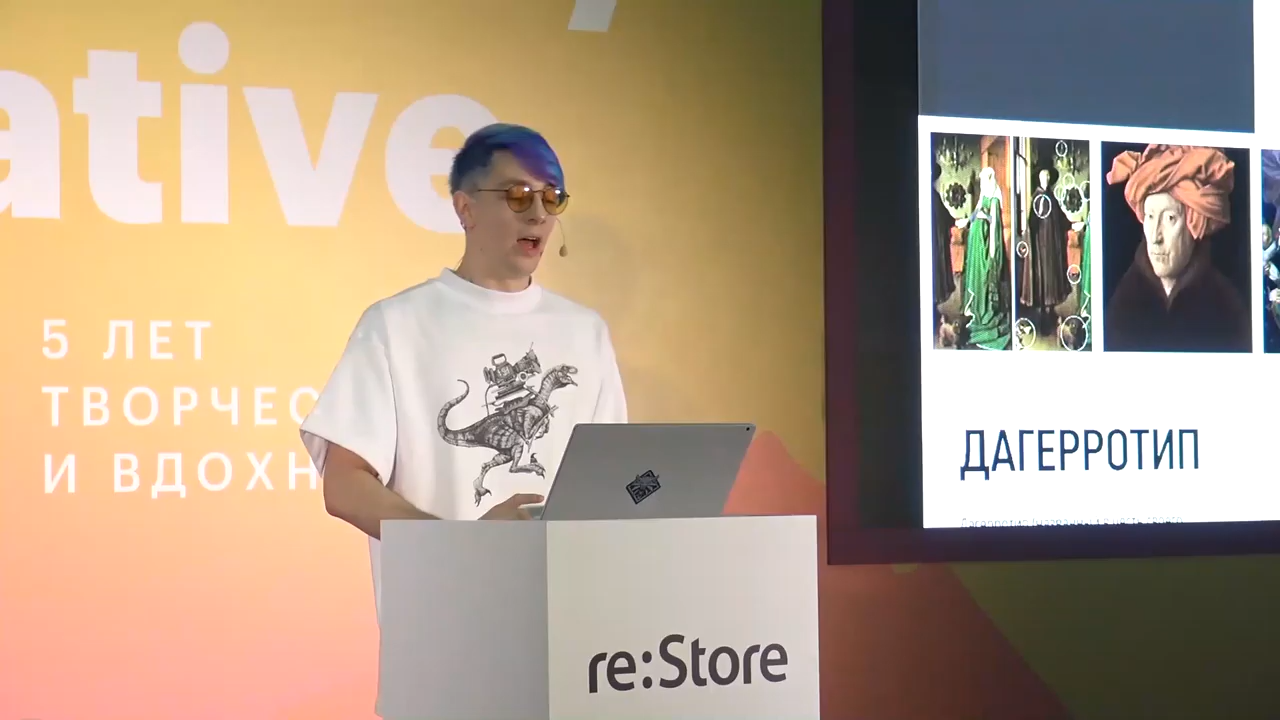 ative
5 ЛЕТ
ТВОРЧЕС
И ВДОХН
ДАГЕРРОТИП
re:Store